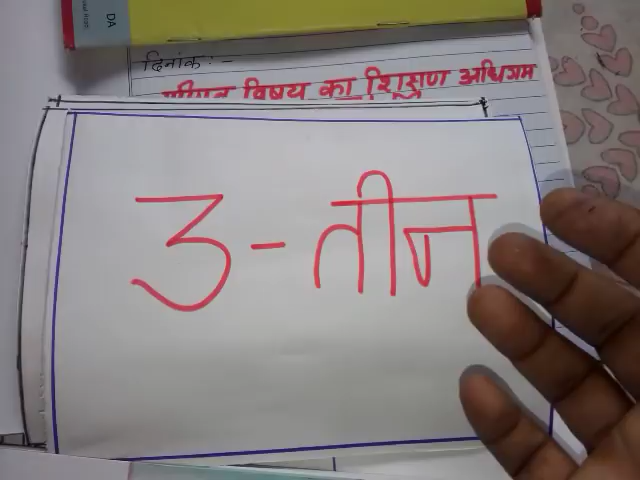 DA
दिनांक :-
विषय का शिक्षण अधिगम
3 - तीन